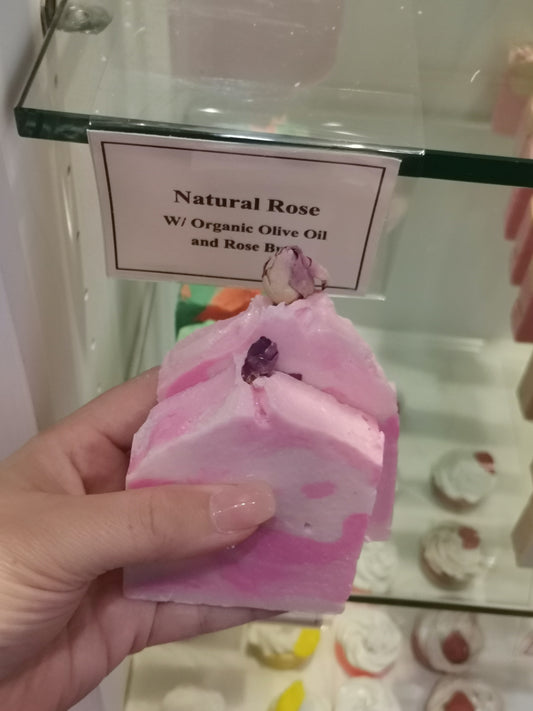 Natural Rose
W/ Organic Olive Oil
and Rose